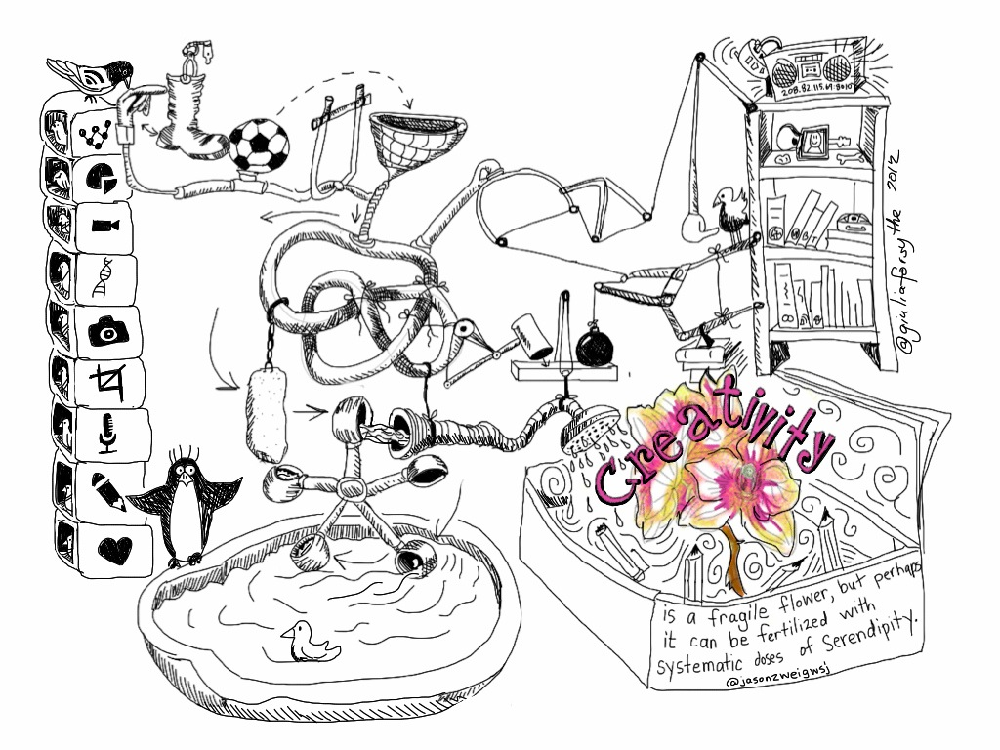 208.82.115.69:8010
@giuliaforsythe 2012
Creativity
is a fragile flower, but perhaps
it can be fertilized with
systematic doses of Serendipity.
@jasonzweigwsj